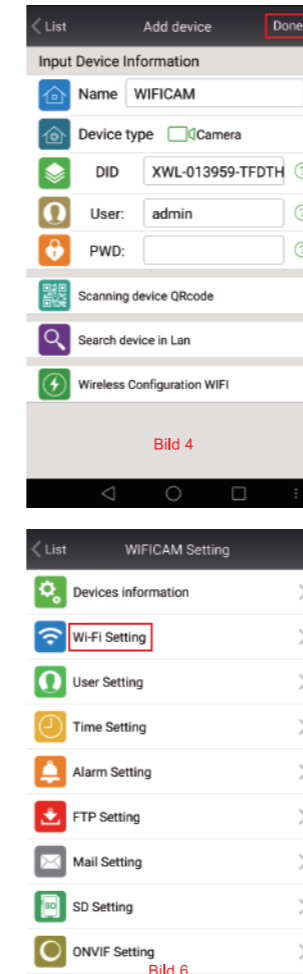 List Add device Done
Input Device Information
Name WIFICAM
Device type Camera
DID XWL-013959-TFDTH
User: admin
PWD:
Scanning device QRcode
Search device in Lan
Wireless Configuration WIFI
Bild 4
List WIFICAM Setting
Devices information
Wi-Fi Setting
User Setting
Time Setting
Alarm Setting
FTP Setting
Mail Setting
SD
SD Setting
ONVIF Setting
Bild 6